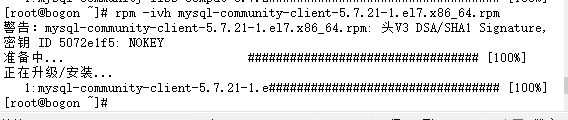 [root@bogon ~]# rpm -ivh mysql-community-client-5.7.21-1.el7.x86_64.rpm
警告：mysql-community-client-5.7.21-1.el7.x86_64.rpm: 头V3 DSA/SHA1 Signature,
密钥 ID 5072e1f5: NOKEY
准备中... ################################# [100%]
正在升级/安装...
1:mysql-community-client-5.7.21-1.e################################# [100%]
[root@bogon ~]#